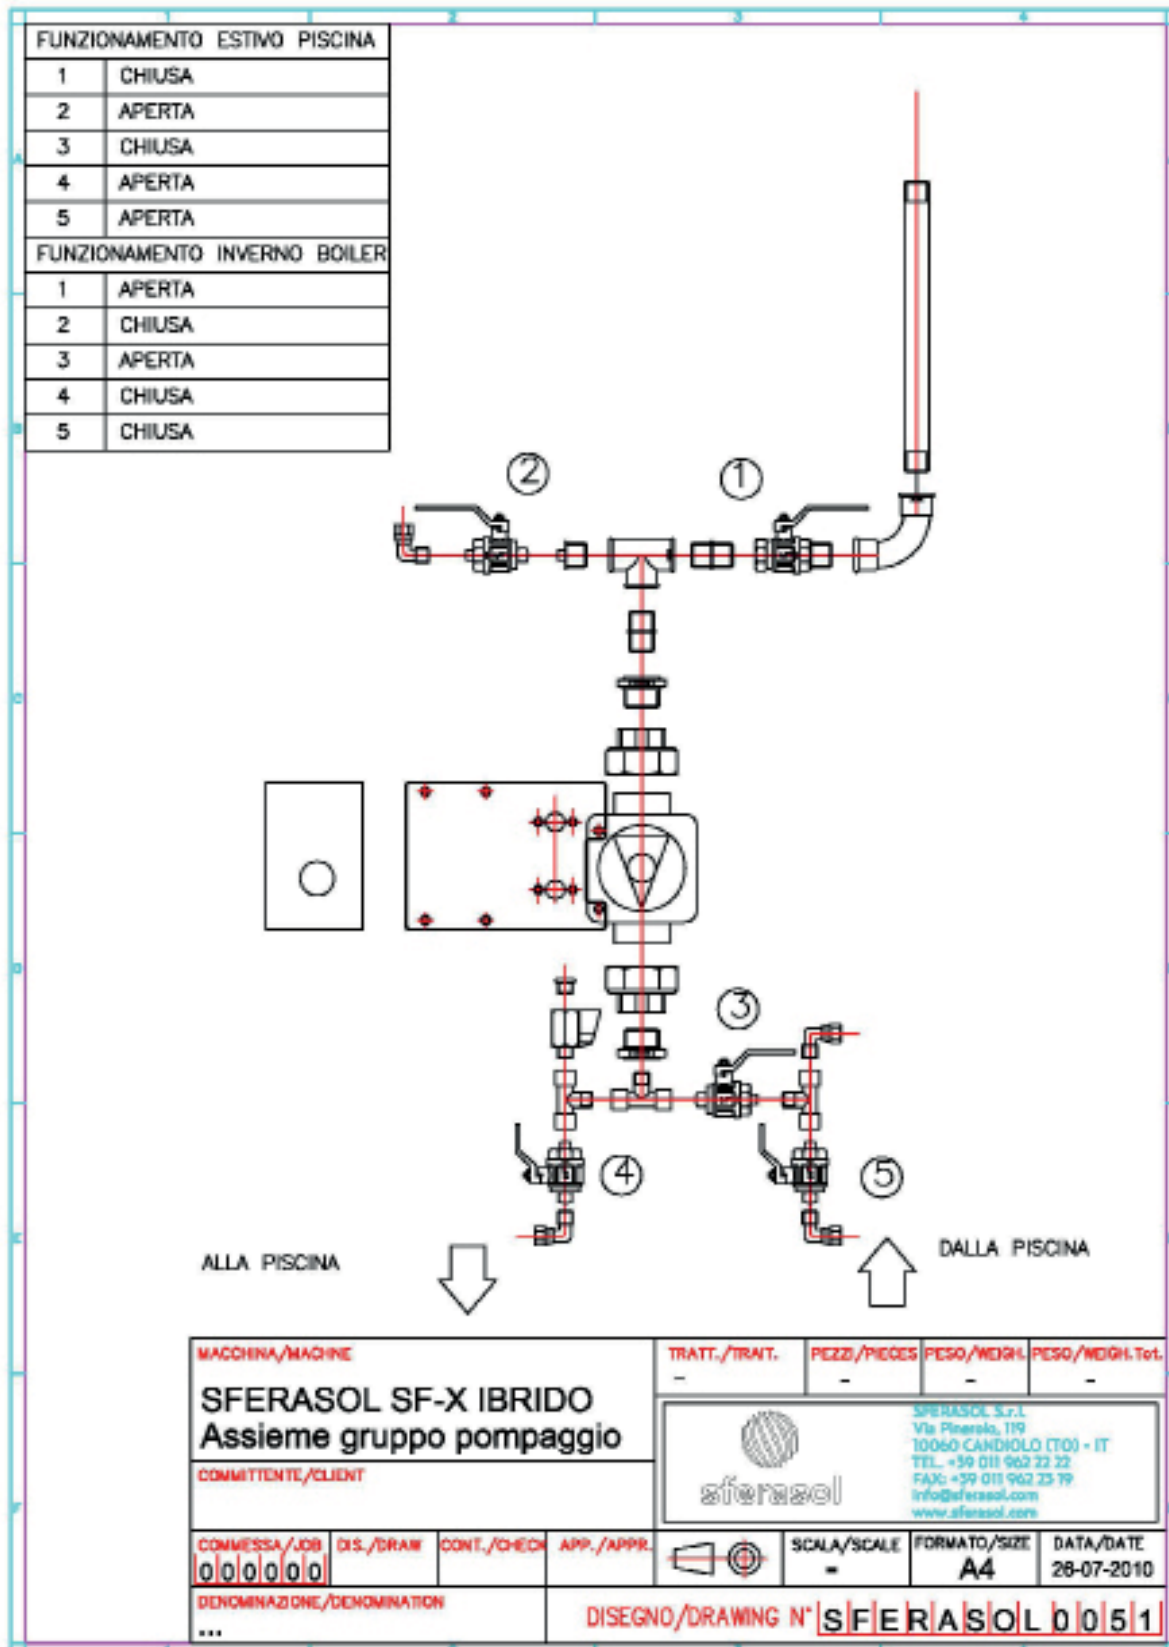 1 2 3 4
FUNZIONAMENTO ESTIVO PISCINA
1 CHIUSA
2 APERTA
3 CHIUSA
4 APERTA
5 APERTA
FUNZIONAMENTO INVERNO BOILER
1 APERTA
2 CHIUSA
3 APERTA
4 CHIUSA
5 CHIUSA
A
B
C
D
E
F
2 1
3
4 5
ALLA PISCINA
DALLA PISCINA
MACCHINA/MACHINE
SFERASOL SF-X IBRIDO
Assieme gruppo pompaggio
COMMITTENTE/CLIENT
TRATT./TRAIT. PEZZI/PIECES PESO/WEIGH. PESO/WEIGH.Tot.
- - - -
sferasol
SFERASOL S.r.l.
Via Pinerolo, 119
10060 CANDIOLO (TO) - IT
TEL. +39 011 962 22 22
FAX: +39 011 962 23 79
info@sferasol.com
www.sferasol.com
COMMESSA/JOB DIS./DRAW CONT./CHECK APP./APPR. SCALA/SCALE FORMATO/SIZE DATA/DATE
000000 - A4 26-07-2010
DENOMINAZIONE/DENOMINATION
...
DISEGNO/DRAWING N° SFERASOL0051